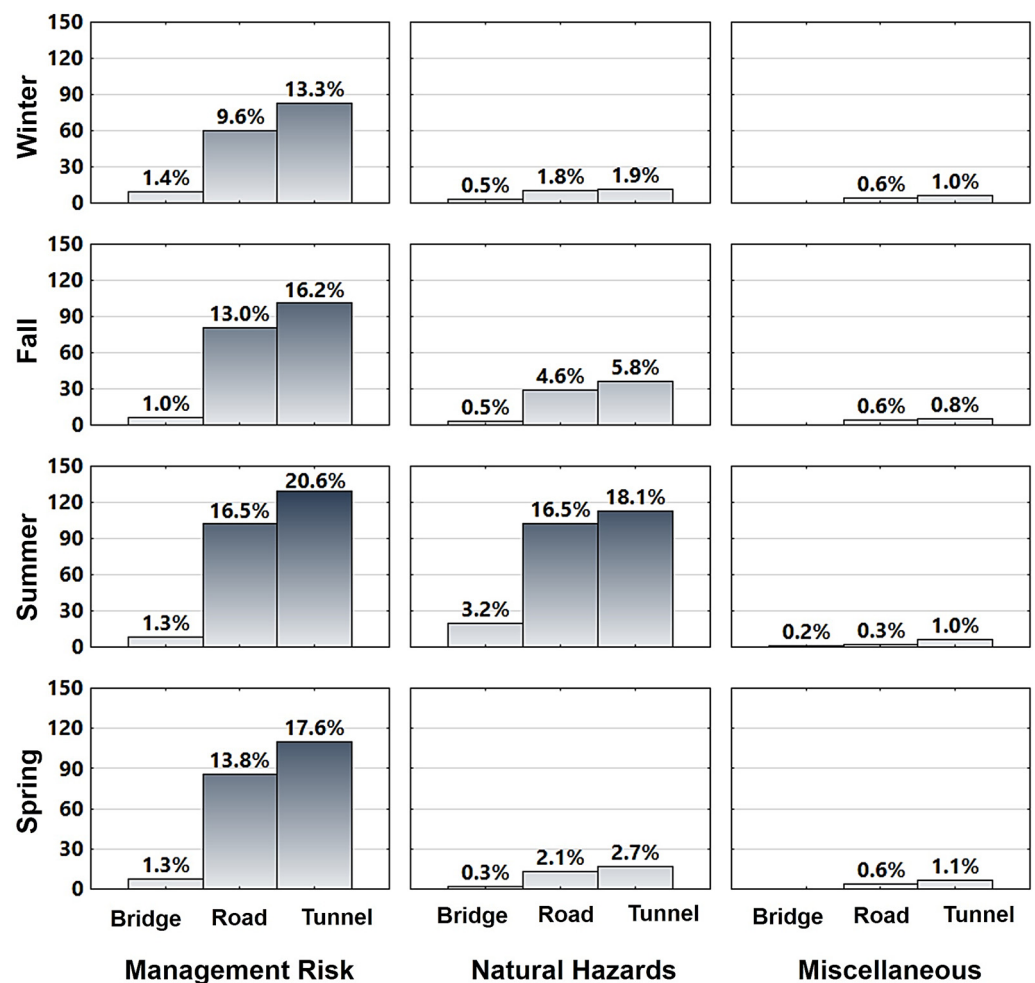 Winter
150
120
90
60
30
0
1.4% 9.6% 13.3%
0.5% 1.8% 1.9%
0.6% 1.0%
Fall
150
120
90
60
30
0
1.0% 13.0% 16.2%
0.5% 4.6% 5.8%
0.6% 0.8%
Summer
150
120
90
60
30
0
1.3% 16.5% 20.6%
3.2% 16.5% 18.1%
0.2% 0.3% 1.0%
Spring
150
120
90
60
30
0
1.3% 13.8% 17.6%
0.3% 2.1% 2.7%
0.6% 1.1%
Bridge Road Tunnel Bridge Road Tunnel Bridge Road Tunnel
Management Risk Natural Hazards Miscellaneous